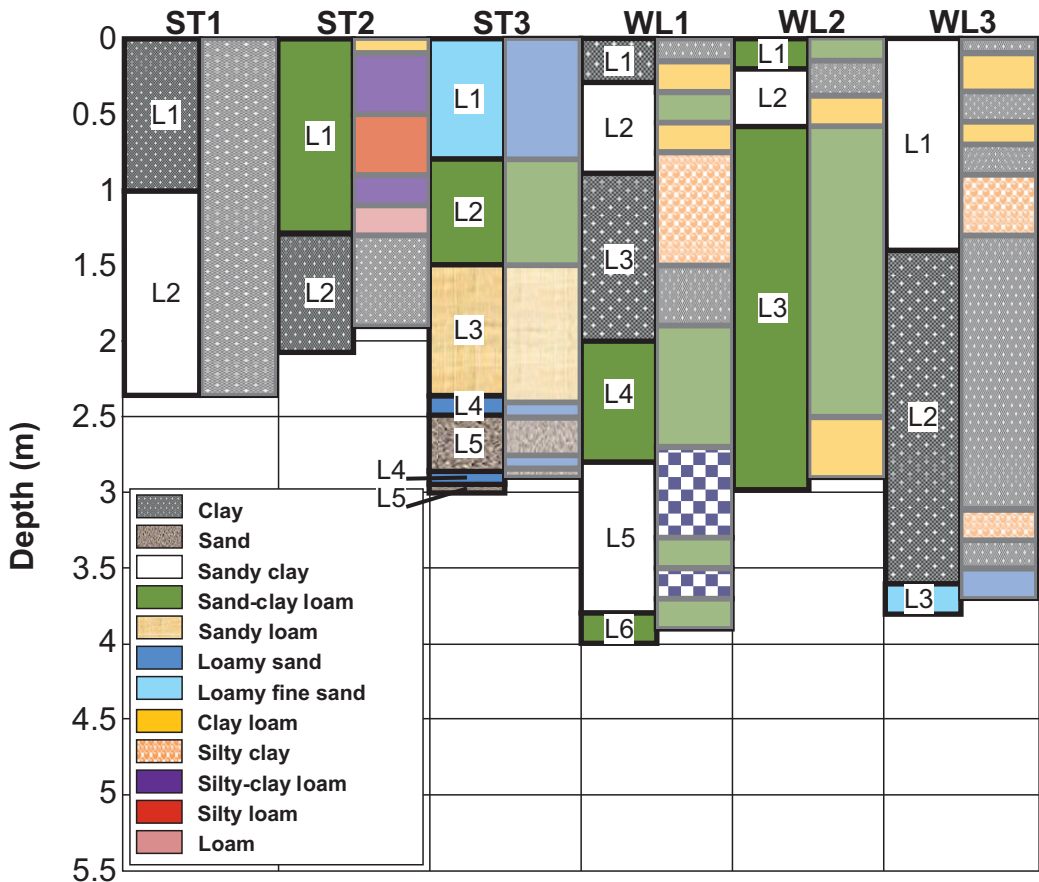 ST1 ST2 ST3 WL1 WL2 WL3
0
0.5
1
1.5
2
2.5
3
3.5
4
4.5
5
5.5
Depth (m)
L1
L2
L1
L2
L1
L2
L3
L4
L5
L4
L5
L1
L2
L3
L4
L5
L6
L1
L2
L3
L1
L2
L3
Clay
Sand
Sandy clay
Sand-clay loam
Sandy loam
Loamy sand
Loamy fine sand
Clay loam
Silty clay
Silty-clay loam
Silty loam
Loam